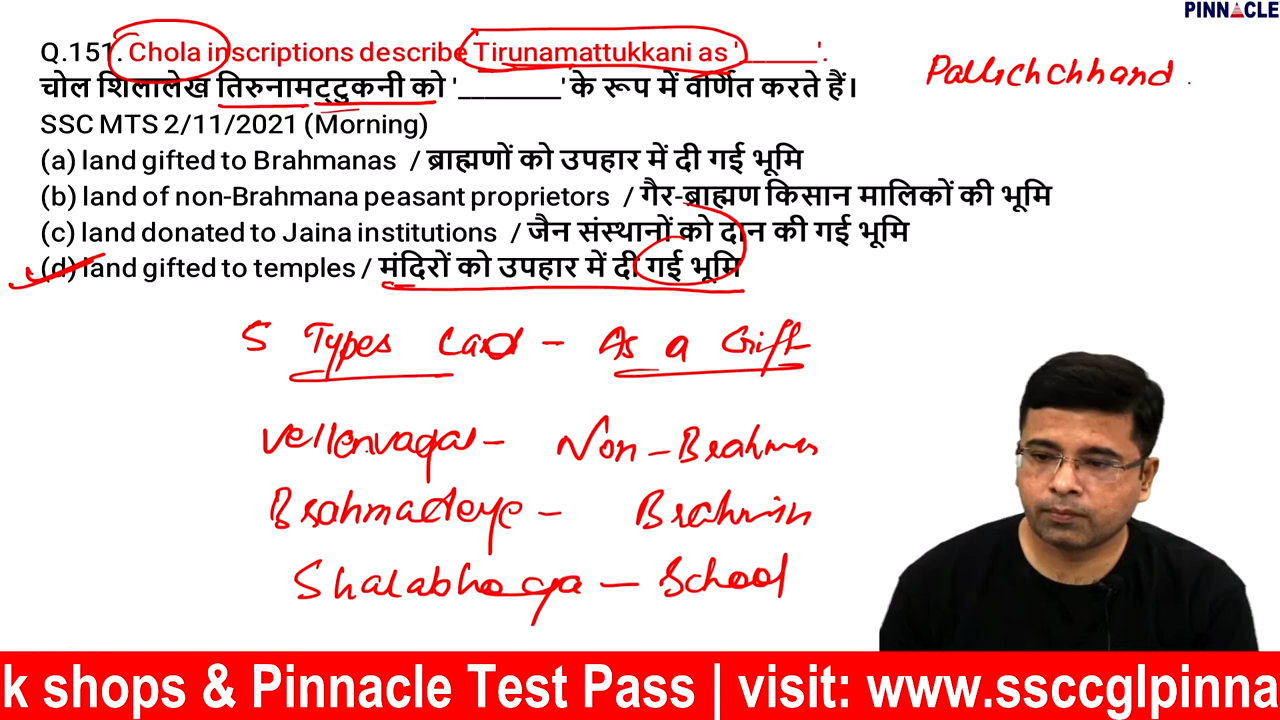 PINNACLE
Q.151. Chola inscriptions describe Tirunamattukkani as '______'.
Pallichchhand
चोल शिलालेख तिरुनामट्टुकनी को '________' के रूप में वर्णित करते हैं।
SSC MTS 2/11/2021 (Morning)
(a) land gifted to Brahmanas / ब्राह्मणों को उपहार में दी गई भूमि
(b) land of non-Brahmana peasant proprietors / गैर-ब्राह्मण किसान मालिकों की भूमि
(c) land donated to Jaina institutions / जैन संस्थानों को दान की गई भूमि
(d) land gifted to temples / मंदिरों को उपहार में दी गई भूमि
5 Types Land - As a Gift
Vellenvagai - Non-Brahmin
Brahmadeye - Brahmin
Shalabhoga - School
k shops & Pinnacle Test Pass | visit: www.ssccglpinna